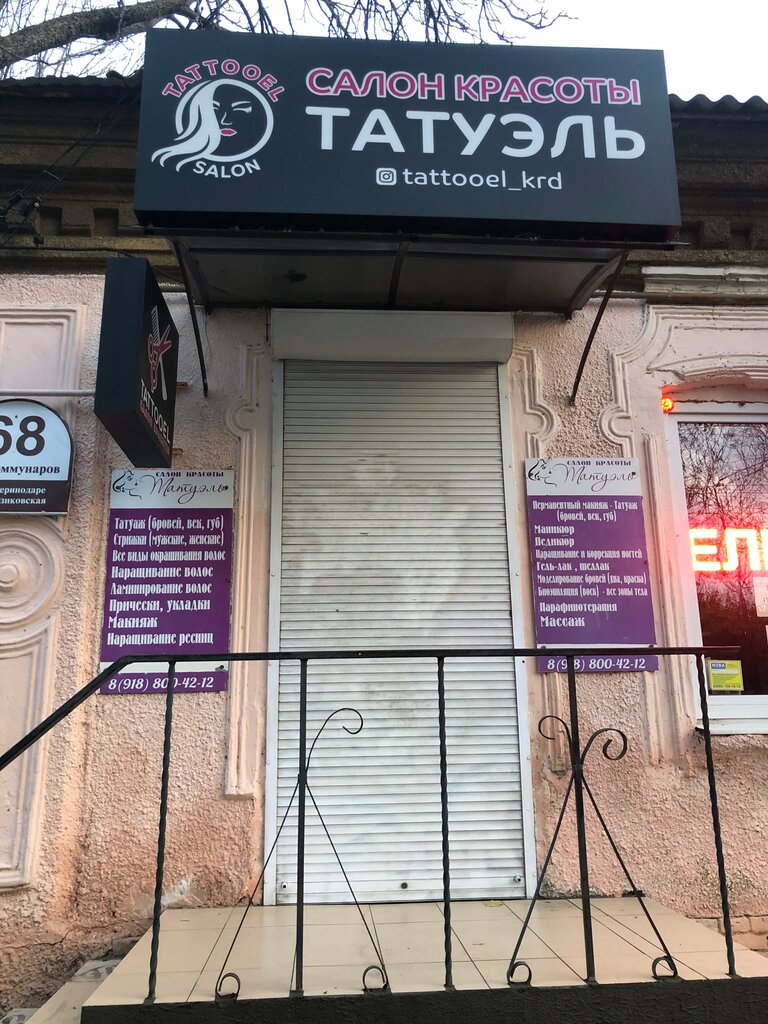 TATTOOEL
SALON
САЛОН КРАСОТЫ
ТАТУЭЛЬ
tattooel_krd
TATTOOEL
68
САЛОН КРАСОТЫ
Татуэль
Татуаж (бровей, век, губ)
Стрижки (мужские, женские)
Все виды окрашивания волос
Наращивание волос
Ламинирование волос
Прически, укладки
Макияж
Наращивание ресниц
8(918) 800-42-12
САЛОН КРАСОТЫ
Татуэль
Перманентный макияж - Татуаж
(бровей, век, губ)
Маникюр
Педикюр
Наращивание и коррекция ногтей
Гель-лак , шеллак
Моделирование бровей (хна, краска)
Биоэпиляция (воск) - все зоны тела
Парафинотерапия
Массаж
8(918) 800-42-12